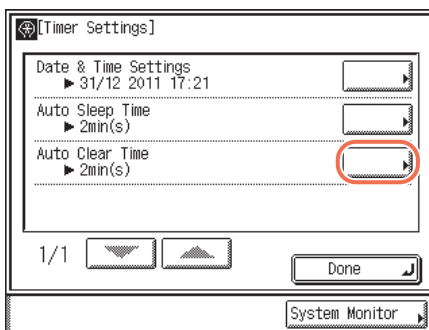 [Timer Settings]
Date & Time Settings
▶ 31/12 2011 17:21
Auto Sleep Time
▶ 2min(s)
Auto Clear Time
▶ 2min(s)
1/1
Done
System Monitor